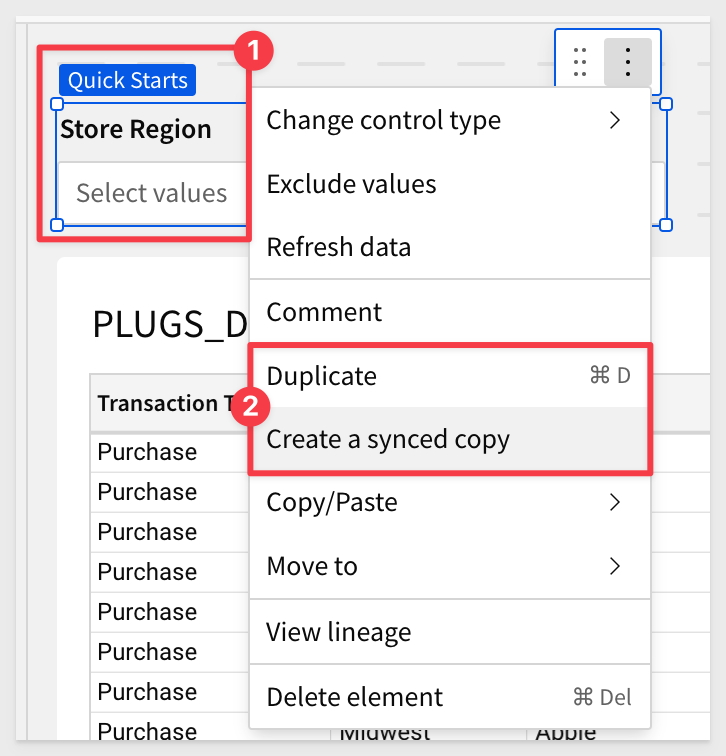 1
Quick Starts
Store Region
Select values
Change control type
Exclude values
Refresh data
Comment
Duplicate ⌘ D
2
Create a synced copy
Copy/Paste
Move to
View lineage
Delete element ⌘ Del
PLUGS_D
Transaction T
Purchase
Purchase
Purchase
Purchase
Purchase
Purchase
Purchase
Purchase Midwest Abbie